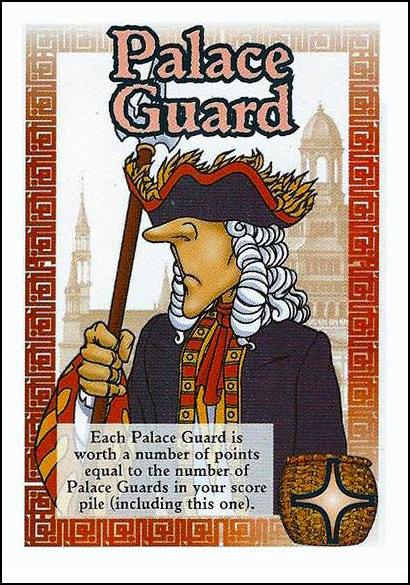 Palace
Guard
Each Palace Guard is
worth a number of points
equal to the number of
Palace Guards in your score
pile (including this one).